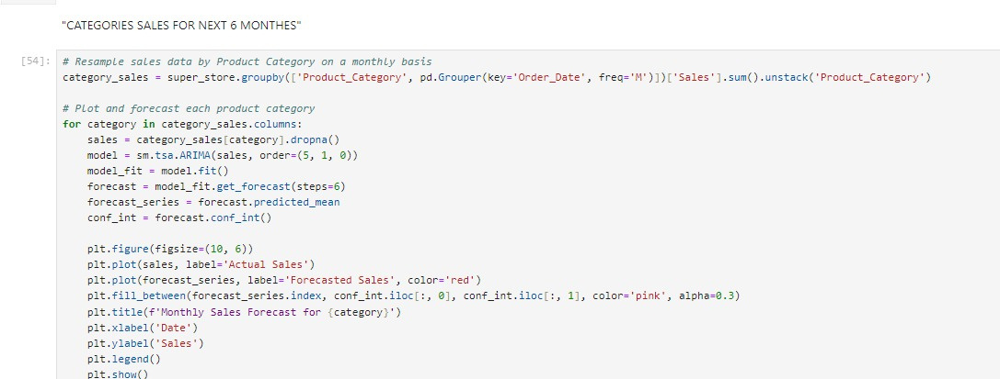 "CATEGORIES SALES FOR NEXT 6 MONTHES"
[54]: # Resample sales data by Product Category on a monthly basis
category_sales = super_store.groupby(['Product_Category', pd.Grouper(key='Order_Date', freq='M')])['Sales'].sum().unstack('Product_Category')

# Plot and forecast each product category
for category in category_sales.columns:
    sales = category_sales[category].dropna()
    model = sm.tsa.ARIMA(sales, order=(5, 1, 0))
    model_fit = model.fit()
    forecast = model_fit.get_forecast(steps=6)
    forecast_series = forecast.predicted_mean
    conf_int = forecast.conf_int()

    plt.figure(figsize=(10, 6))
    plt.plot(sales, label='Actual Sales')
    plt.plot(forecast_series, label='Forecasted Sales', color='red')
    plt.fill_between(forecast_series.index, conf_int.iloc[:, 0], conf_int.iloc[:, 1], color='pink', alpha=0.3)
    plt.title(f'Monthly Sales Forecast for {category}')
    plt.xlabel('Date')
    plt.ylabel('Sales')
    plt.legend()
    plt.show()